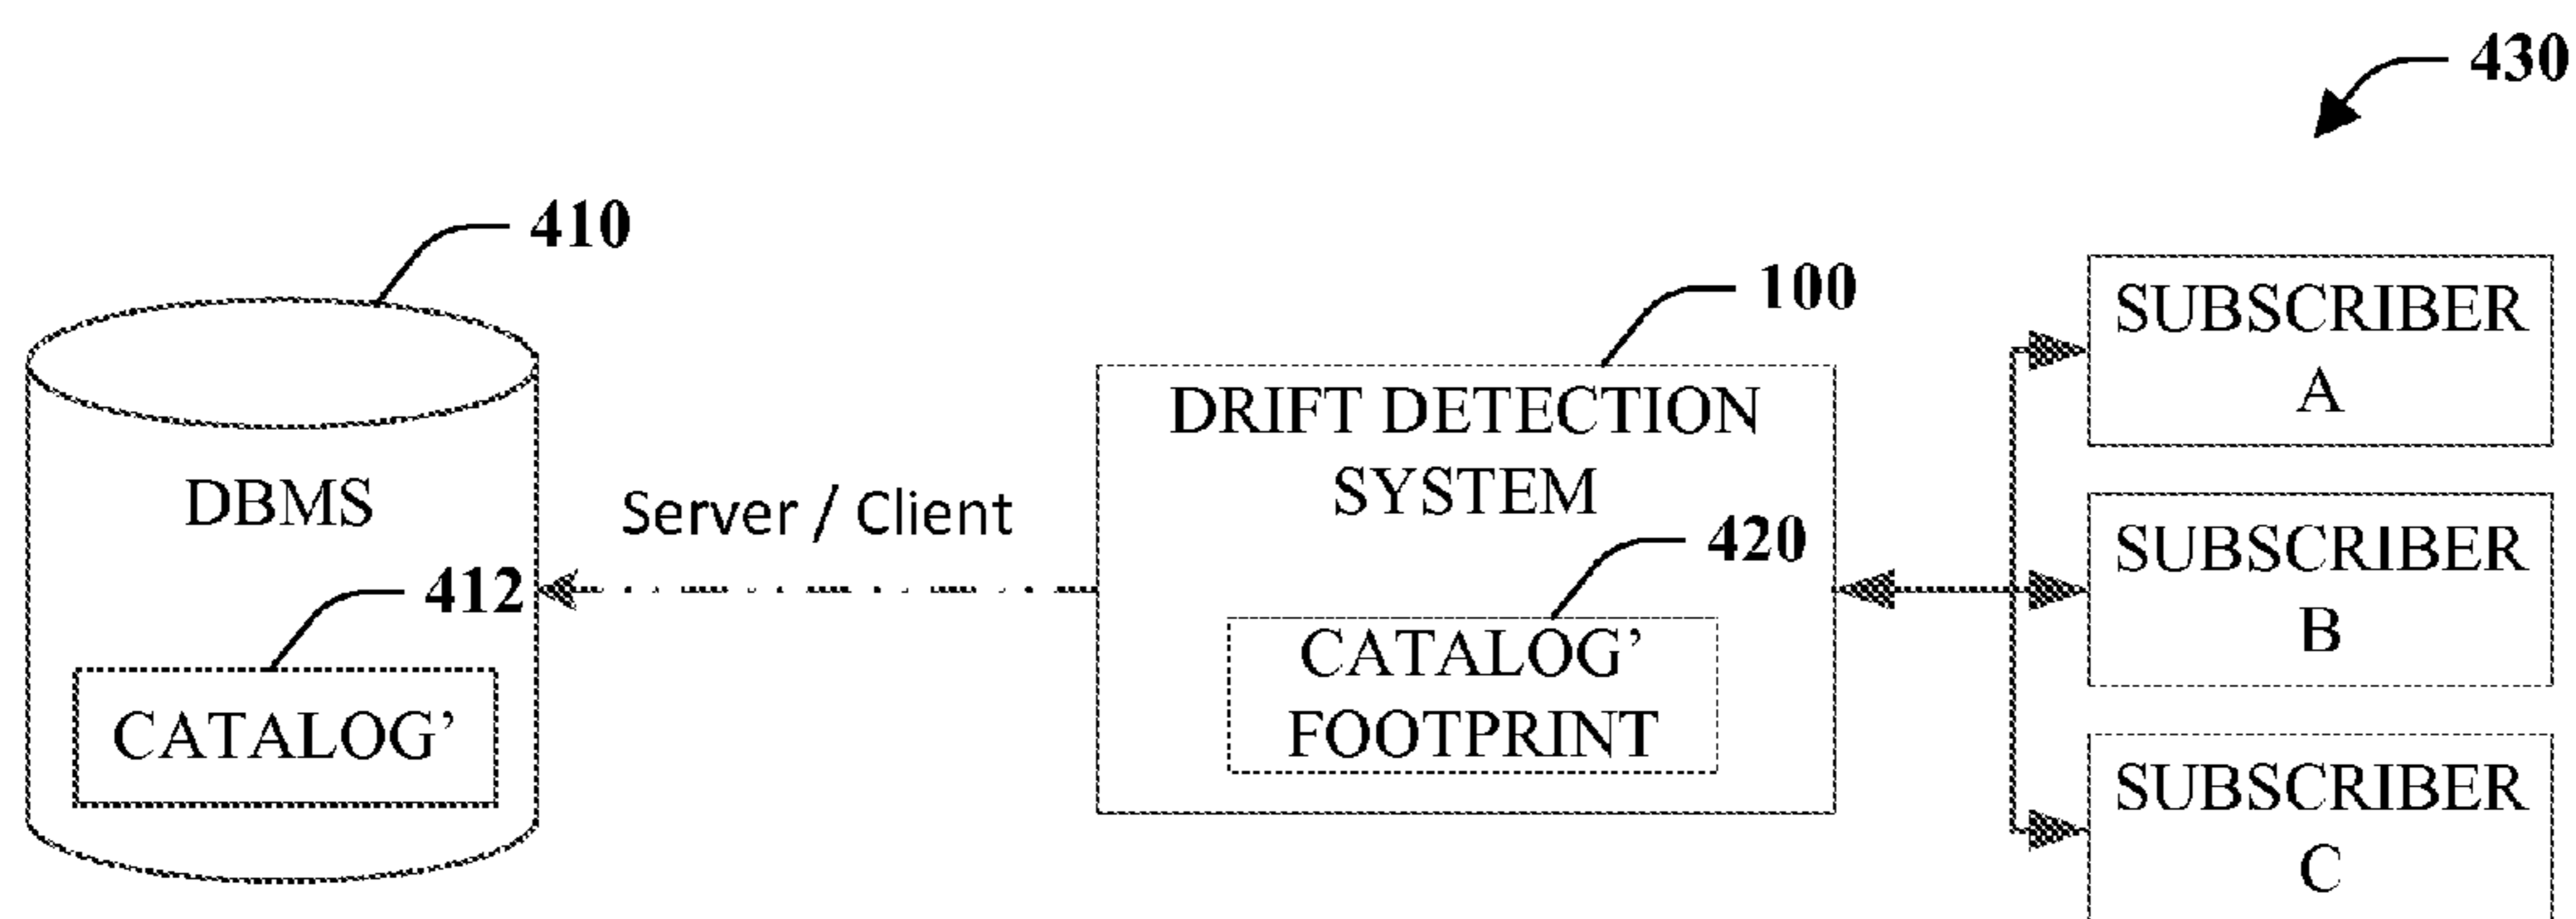 430
410
100
SUBSCRIBER
A
DRIFT DETECTION
SYSTEM
DBMS
Server / Client
420
SUBSCRIBER
B
412
CATALOG’
FOOTPRINT
CATALOG’
SUBSCRIBER
C